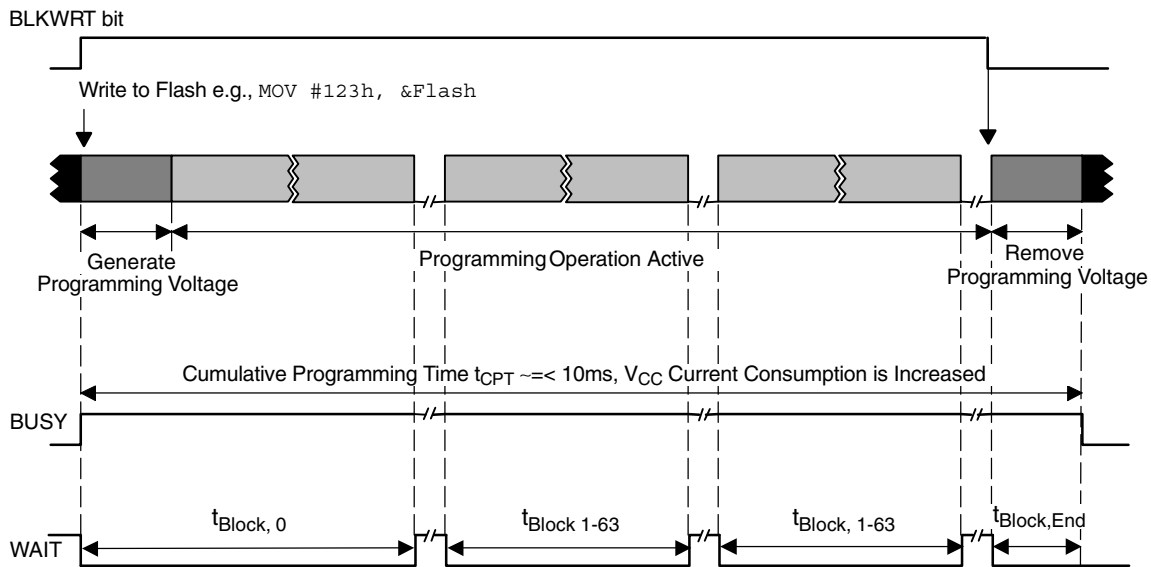 BLKWRT bit
Write to Flash e.g., MOV #123h, &Flash
Generate
Programming Voltage
Programming Operation Active
Remove
Programming Voltage
Cumulative Programming Time tCPT ~=< 10ms, VCC Current Consumption is Increased
BUSY
tBlock, 0
tBlock 1-63
tBlock, 1-63
tBlock,End
WAIT